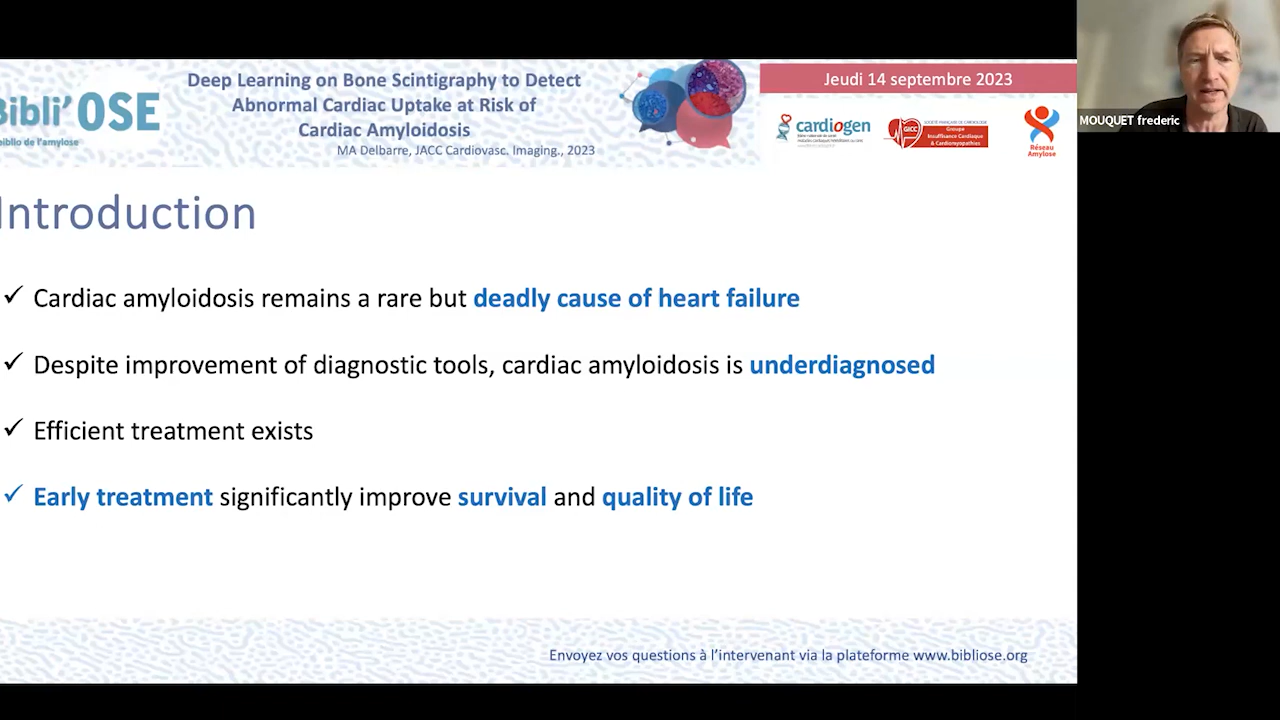 Deep Learning on Bone Scintigraphy to Detect
Abnormal Cardiac Uptake at Risk of
Cardiac Amyloidosis
MA Delbarre, JACC Cardiovasc. Imaging., 2023
Bibli'OSE
biblio de l'amylose
Jeudi 14 septembre 2023
cardiogen
GICC
Groupe
Insuffisance Cardiaque
& Cardiomyopathies
Réseau
Amylose
MOUQUET frederic
Introduction
✓ Cardiac amyloidosis remains a rare but deadly cause of heart failure
✓ Despite improvement of diagnostic tools, cardiac amyloidosis is underdiagnosed
✓ Efficient treatment exists
✓ Early treatment significantly improve survival and quality of life
Envoyez vos questions à l'intervenant via la plateforme www.bibliose.org